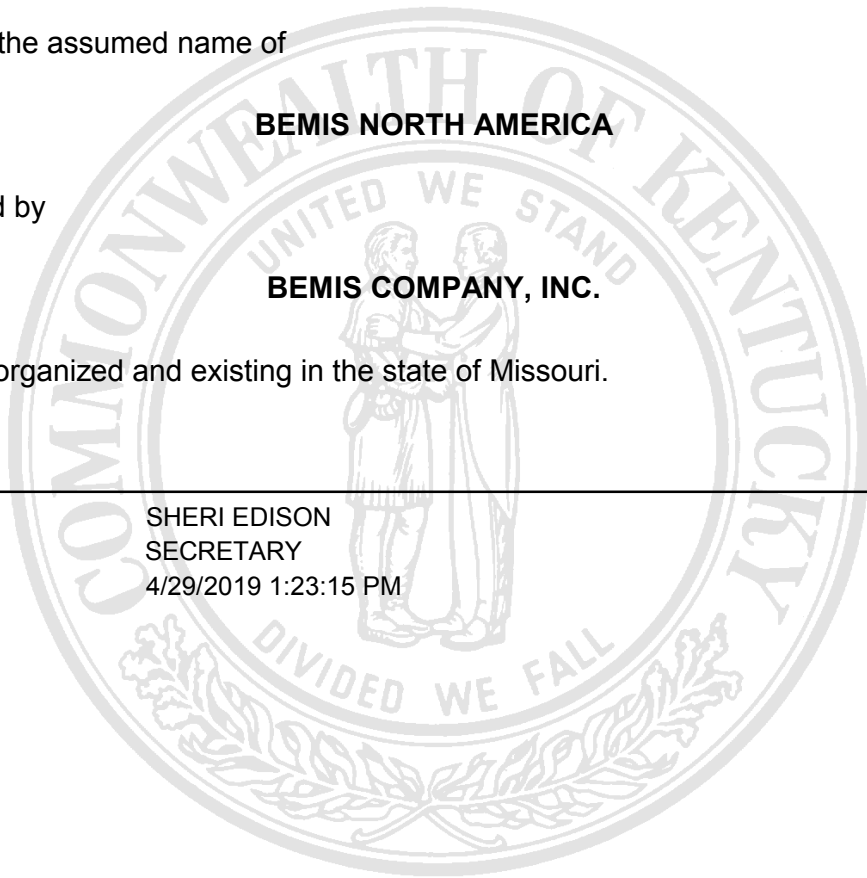 the assumed name of
BEMIS NORTH AMERICA
by
BEMIS COMPANY, INC.
organized and existing in the state of Missouri.
SHERI EDISON
SECRETARY
4/29/2019 1:23:15 PM
COMMONWEALTH OF KENTUCKY
UNITED WE STAND
DIVIDED WE FALL